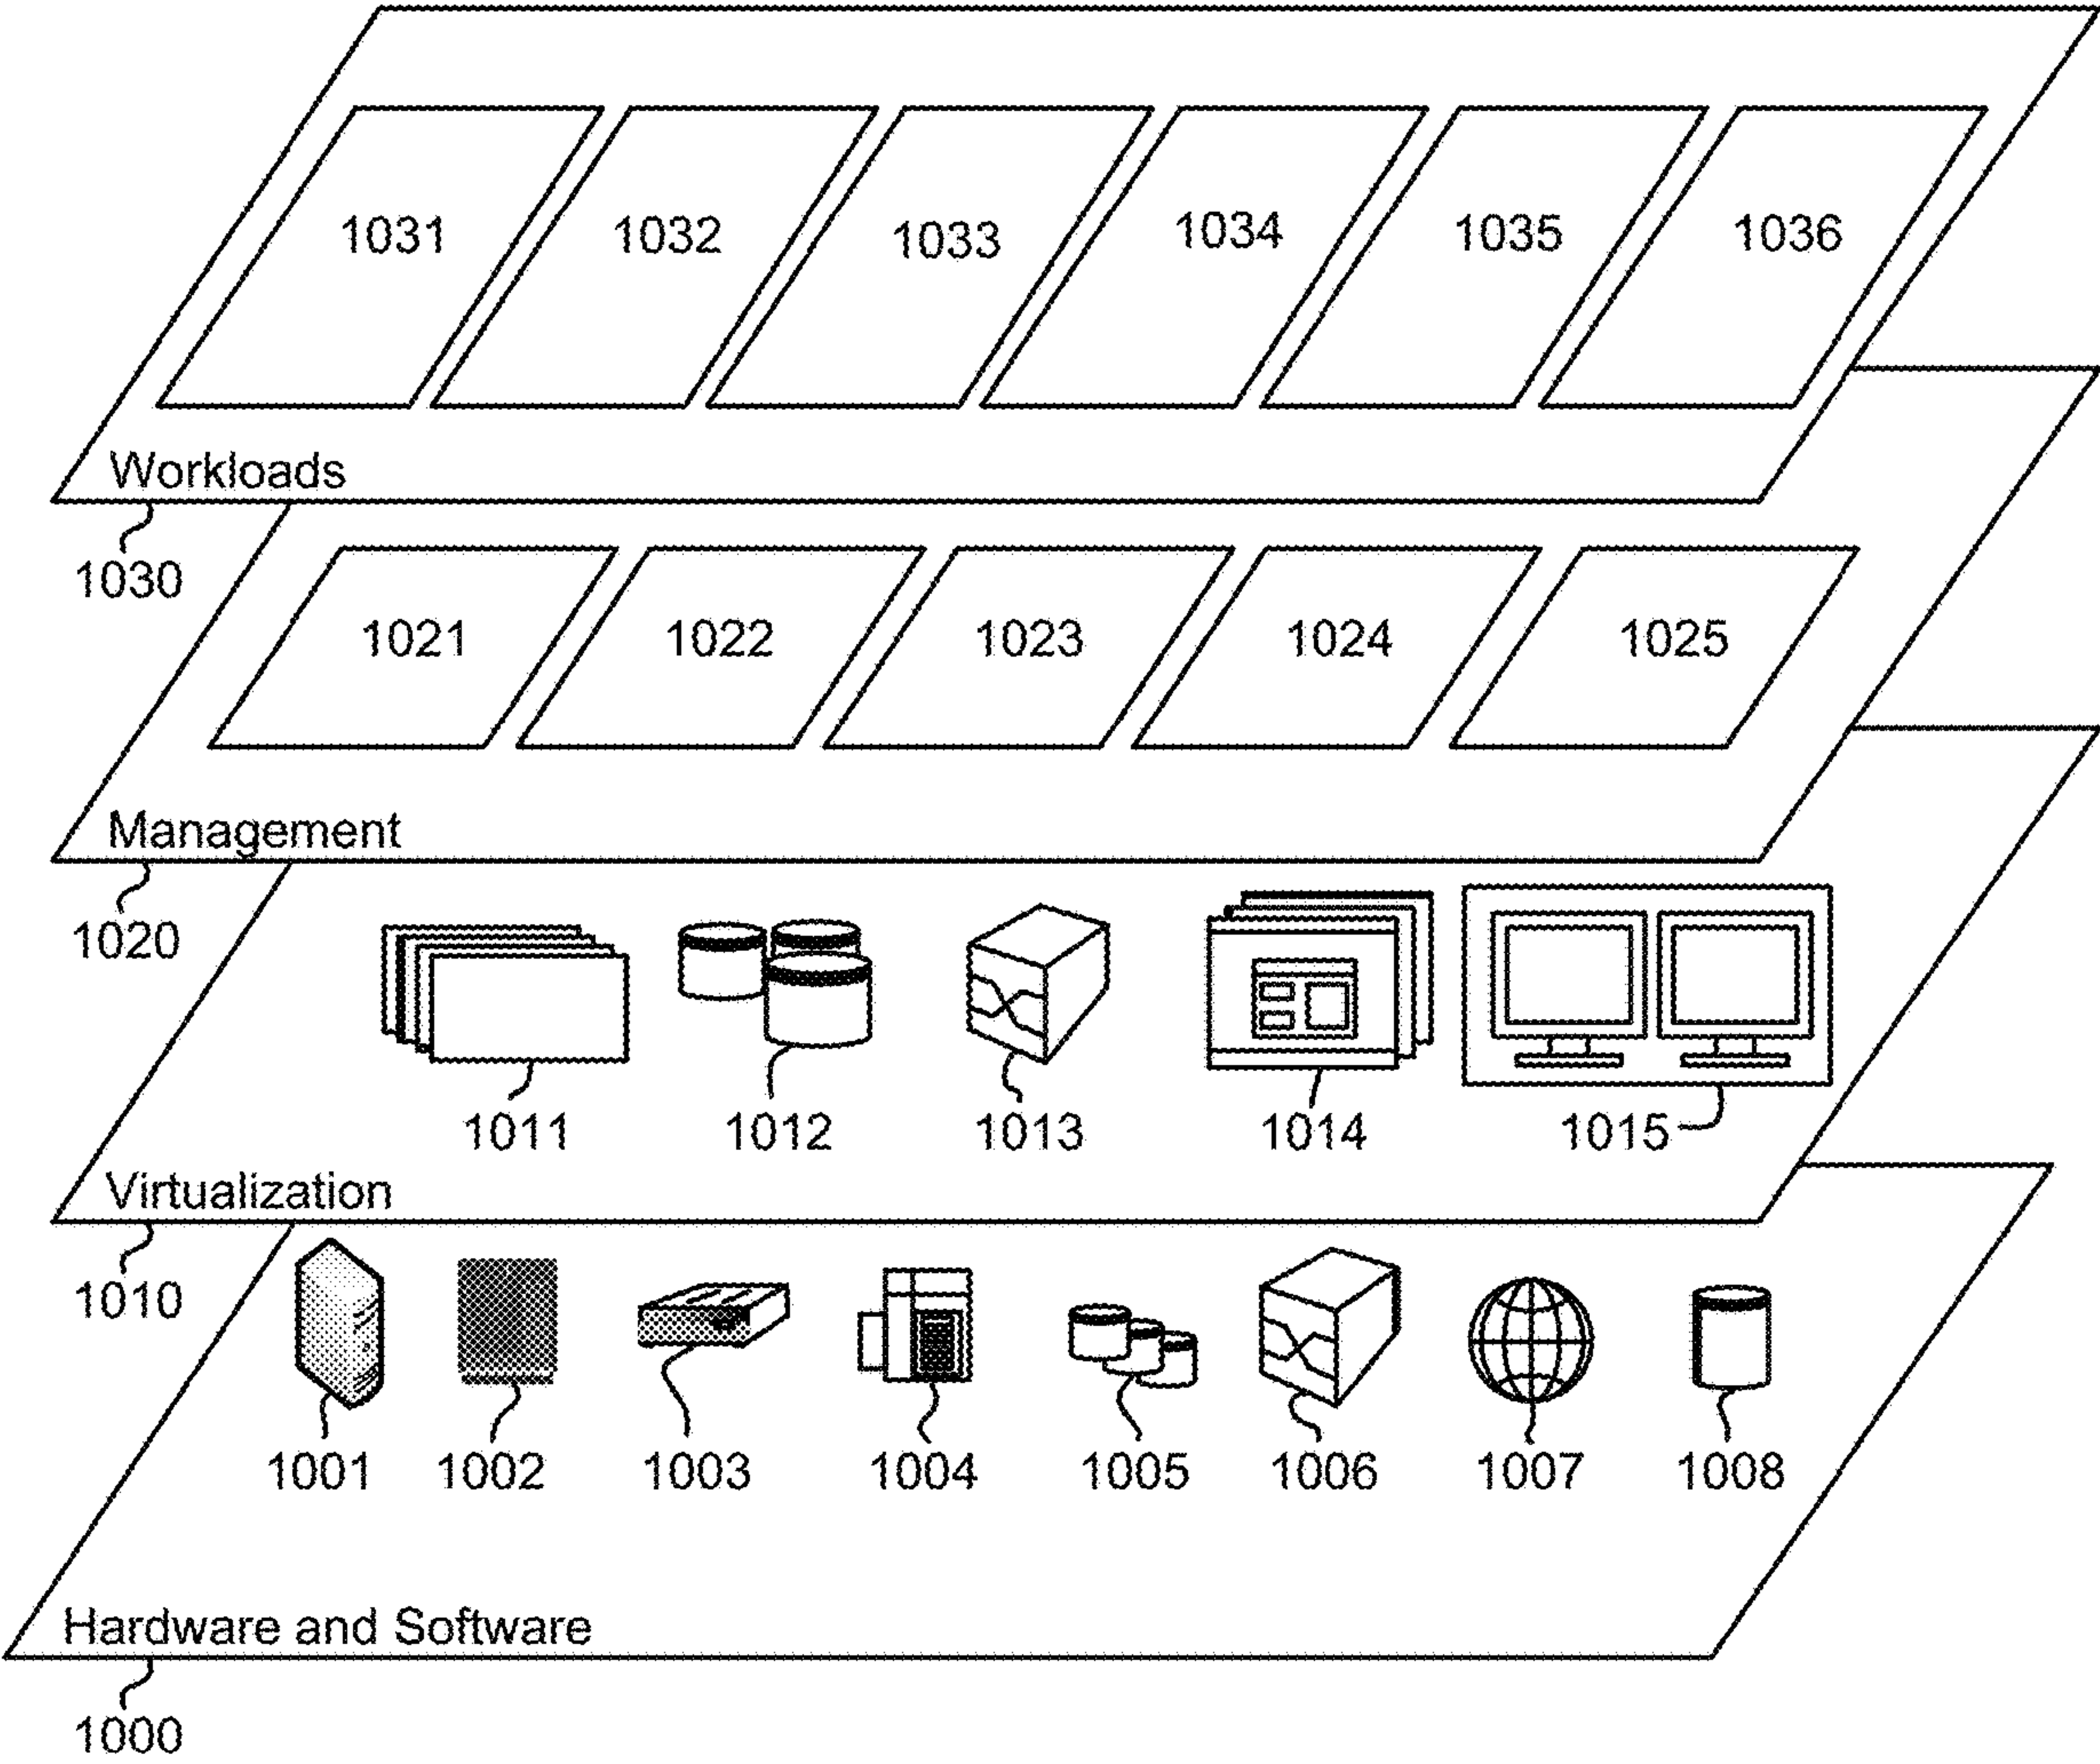 1031 1032 1033 1034 1035 1036
Workloads
1030
1021 1022 1023 1024 1025
Management
1020
1011 1012 1013 1014 1015
Virtualization
1010
1001 1002 1003 1004 1005 1006 1007 1008
Hardware and Software
1000